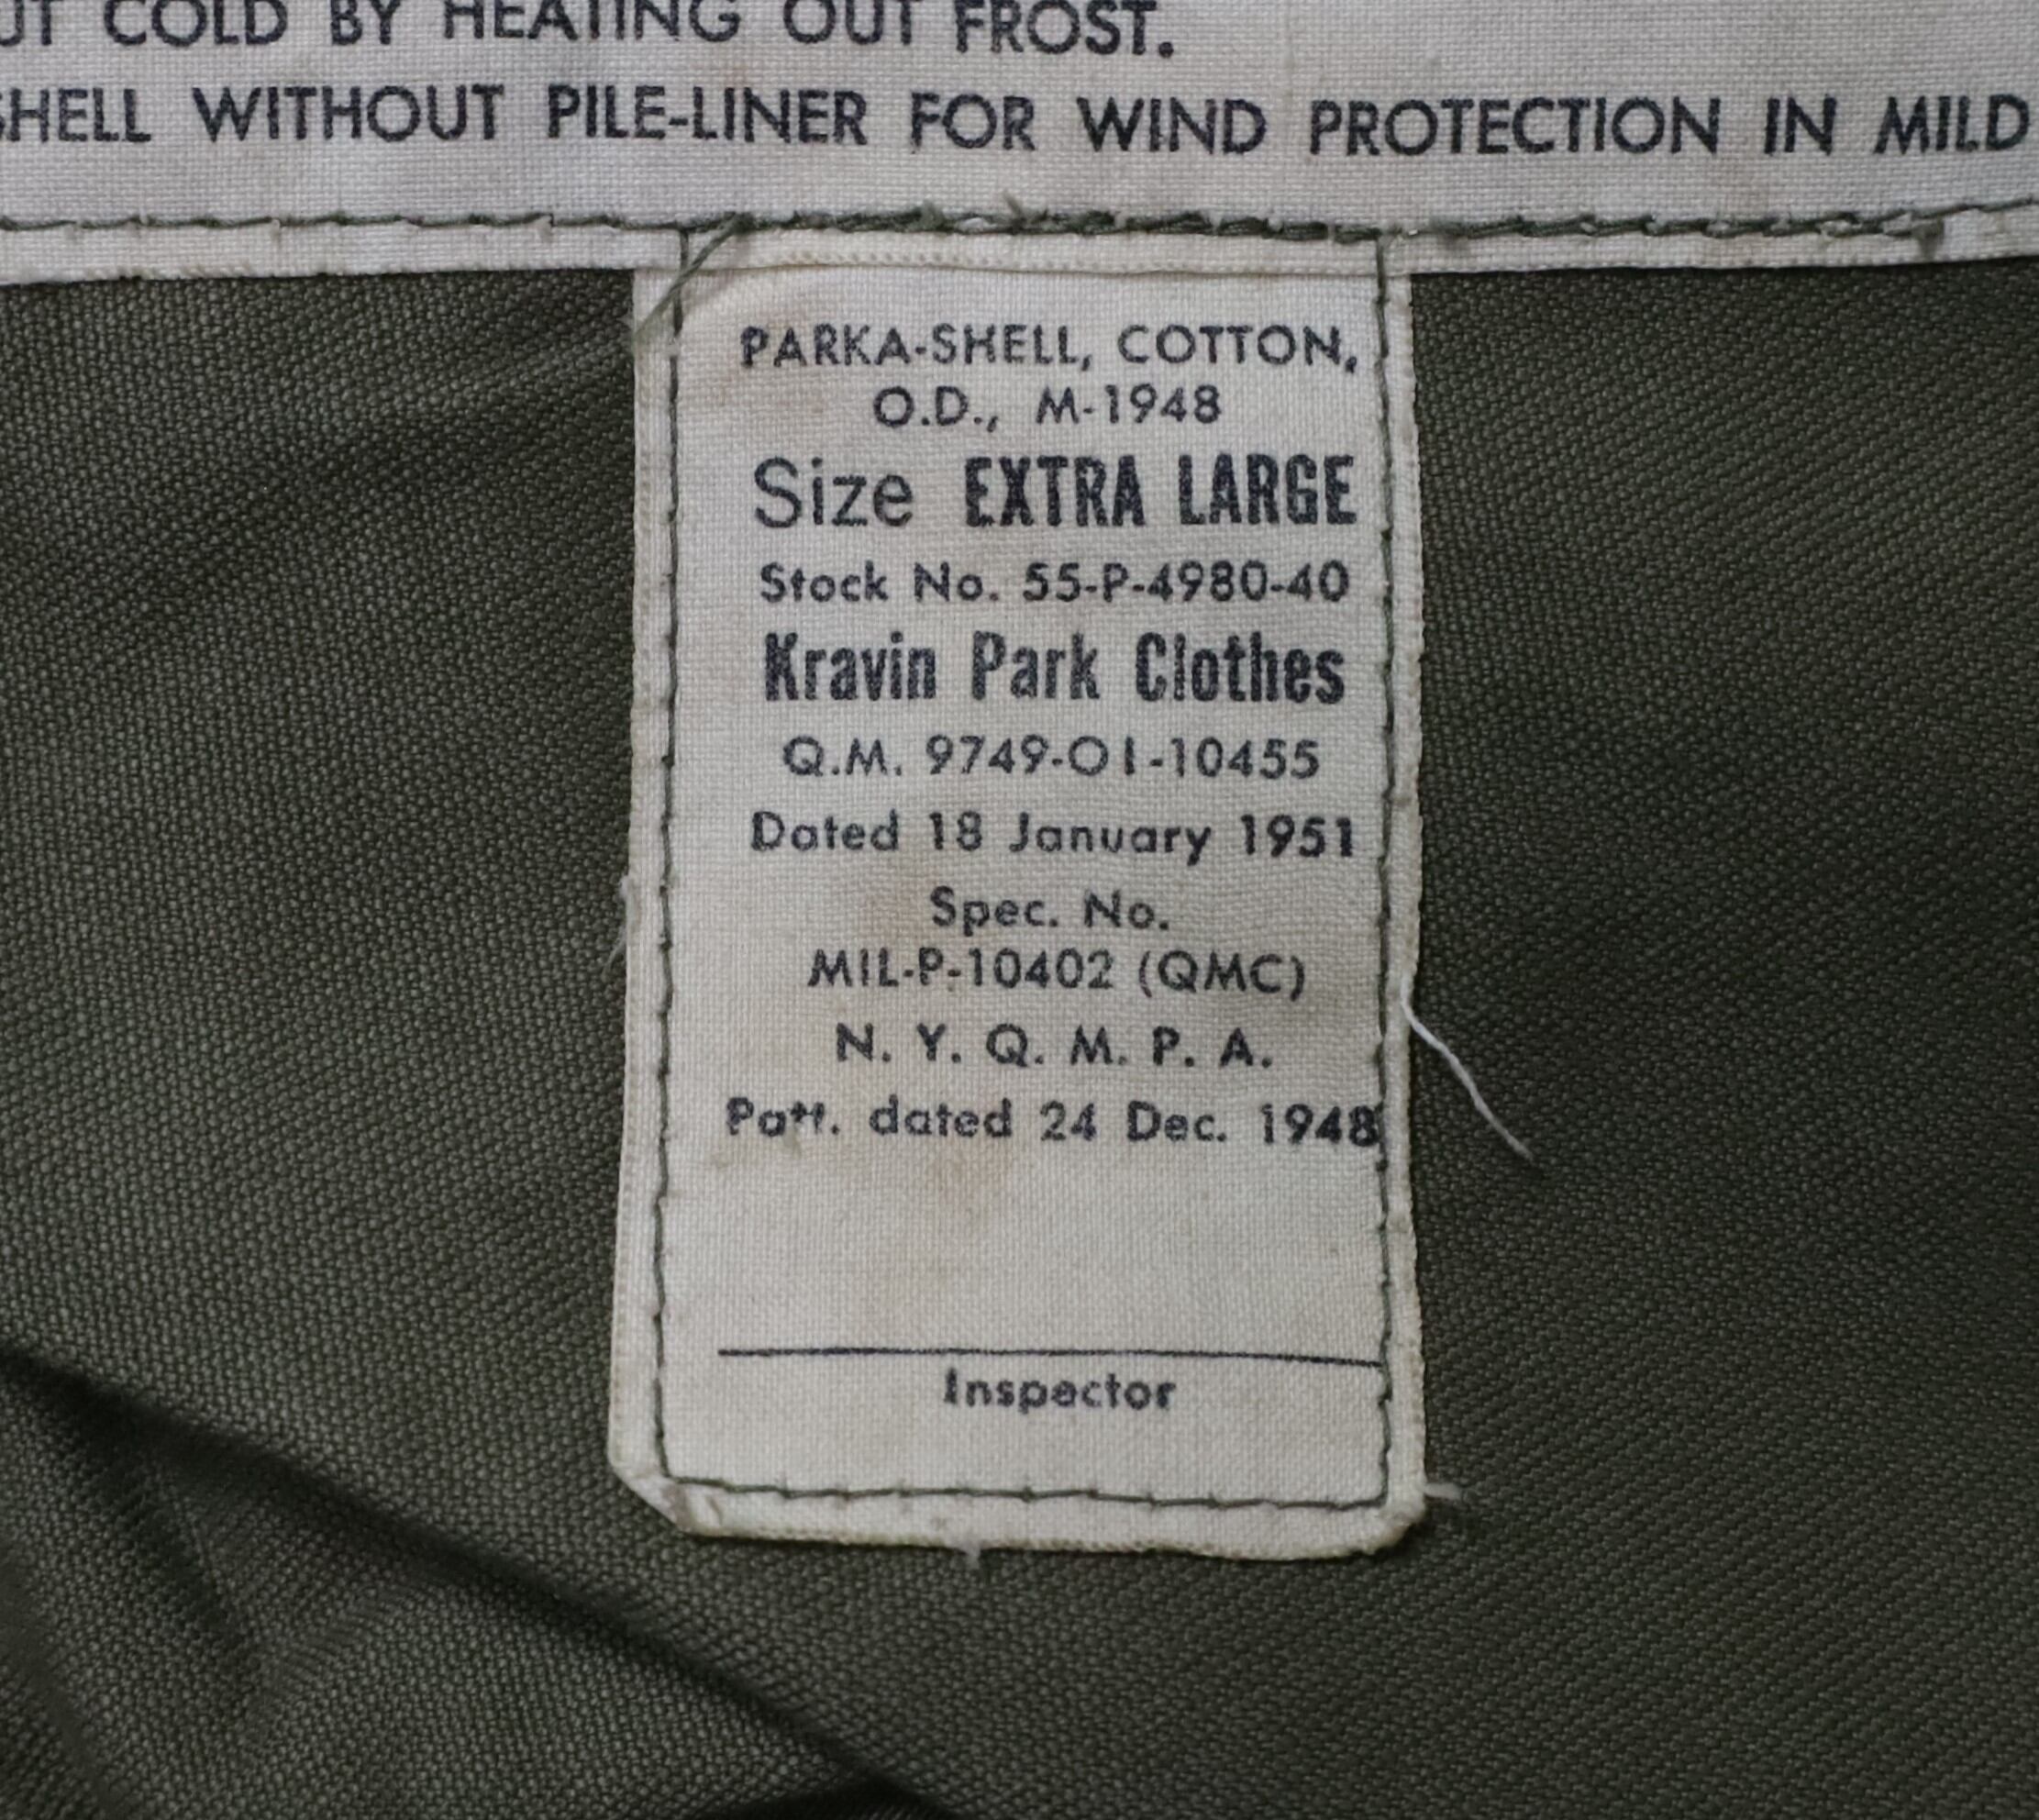 UT COLD BY HEATING OUT FROST.
SHELL WITHOUT PILE-LINER FOR WIND PROTECTION IN MILD
PARKA-SHELL, COTTON,
O.D., M-1948
Size EXTRA LARGE
Stock No. 55-P-4980-40
Kravin Park Clothes
Q.M. 9749-OI-10455
Dated 18 January 1951
Spec. No.
MIL-P-10402 (QMC)
N. Y. Q. M. P. A.
Patt. dated 24 Dec. 1948
Inspector